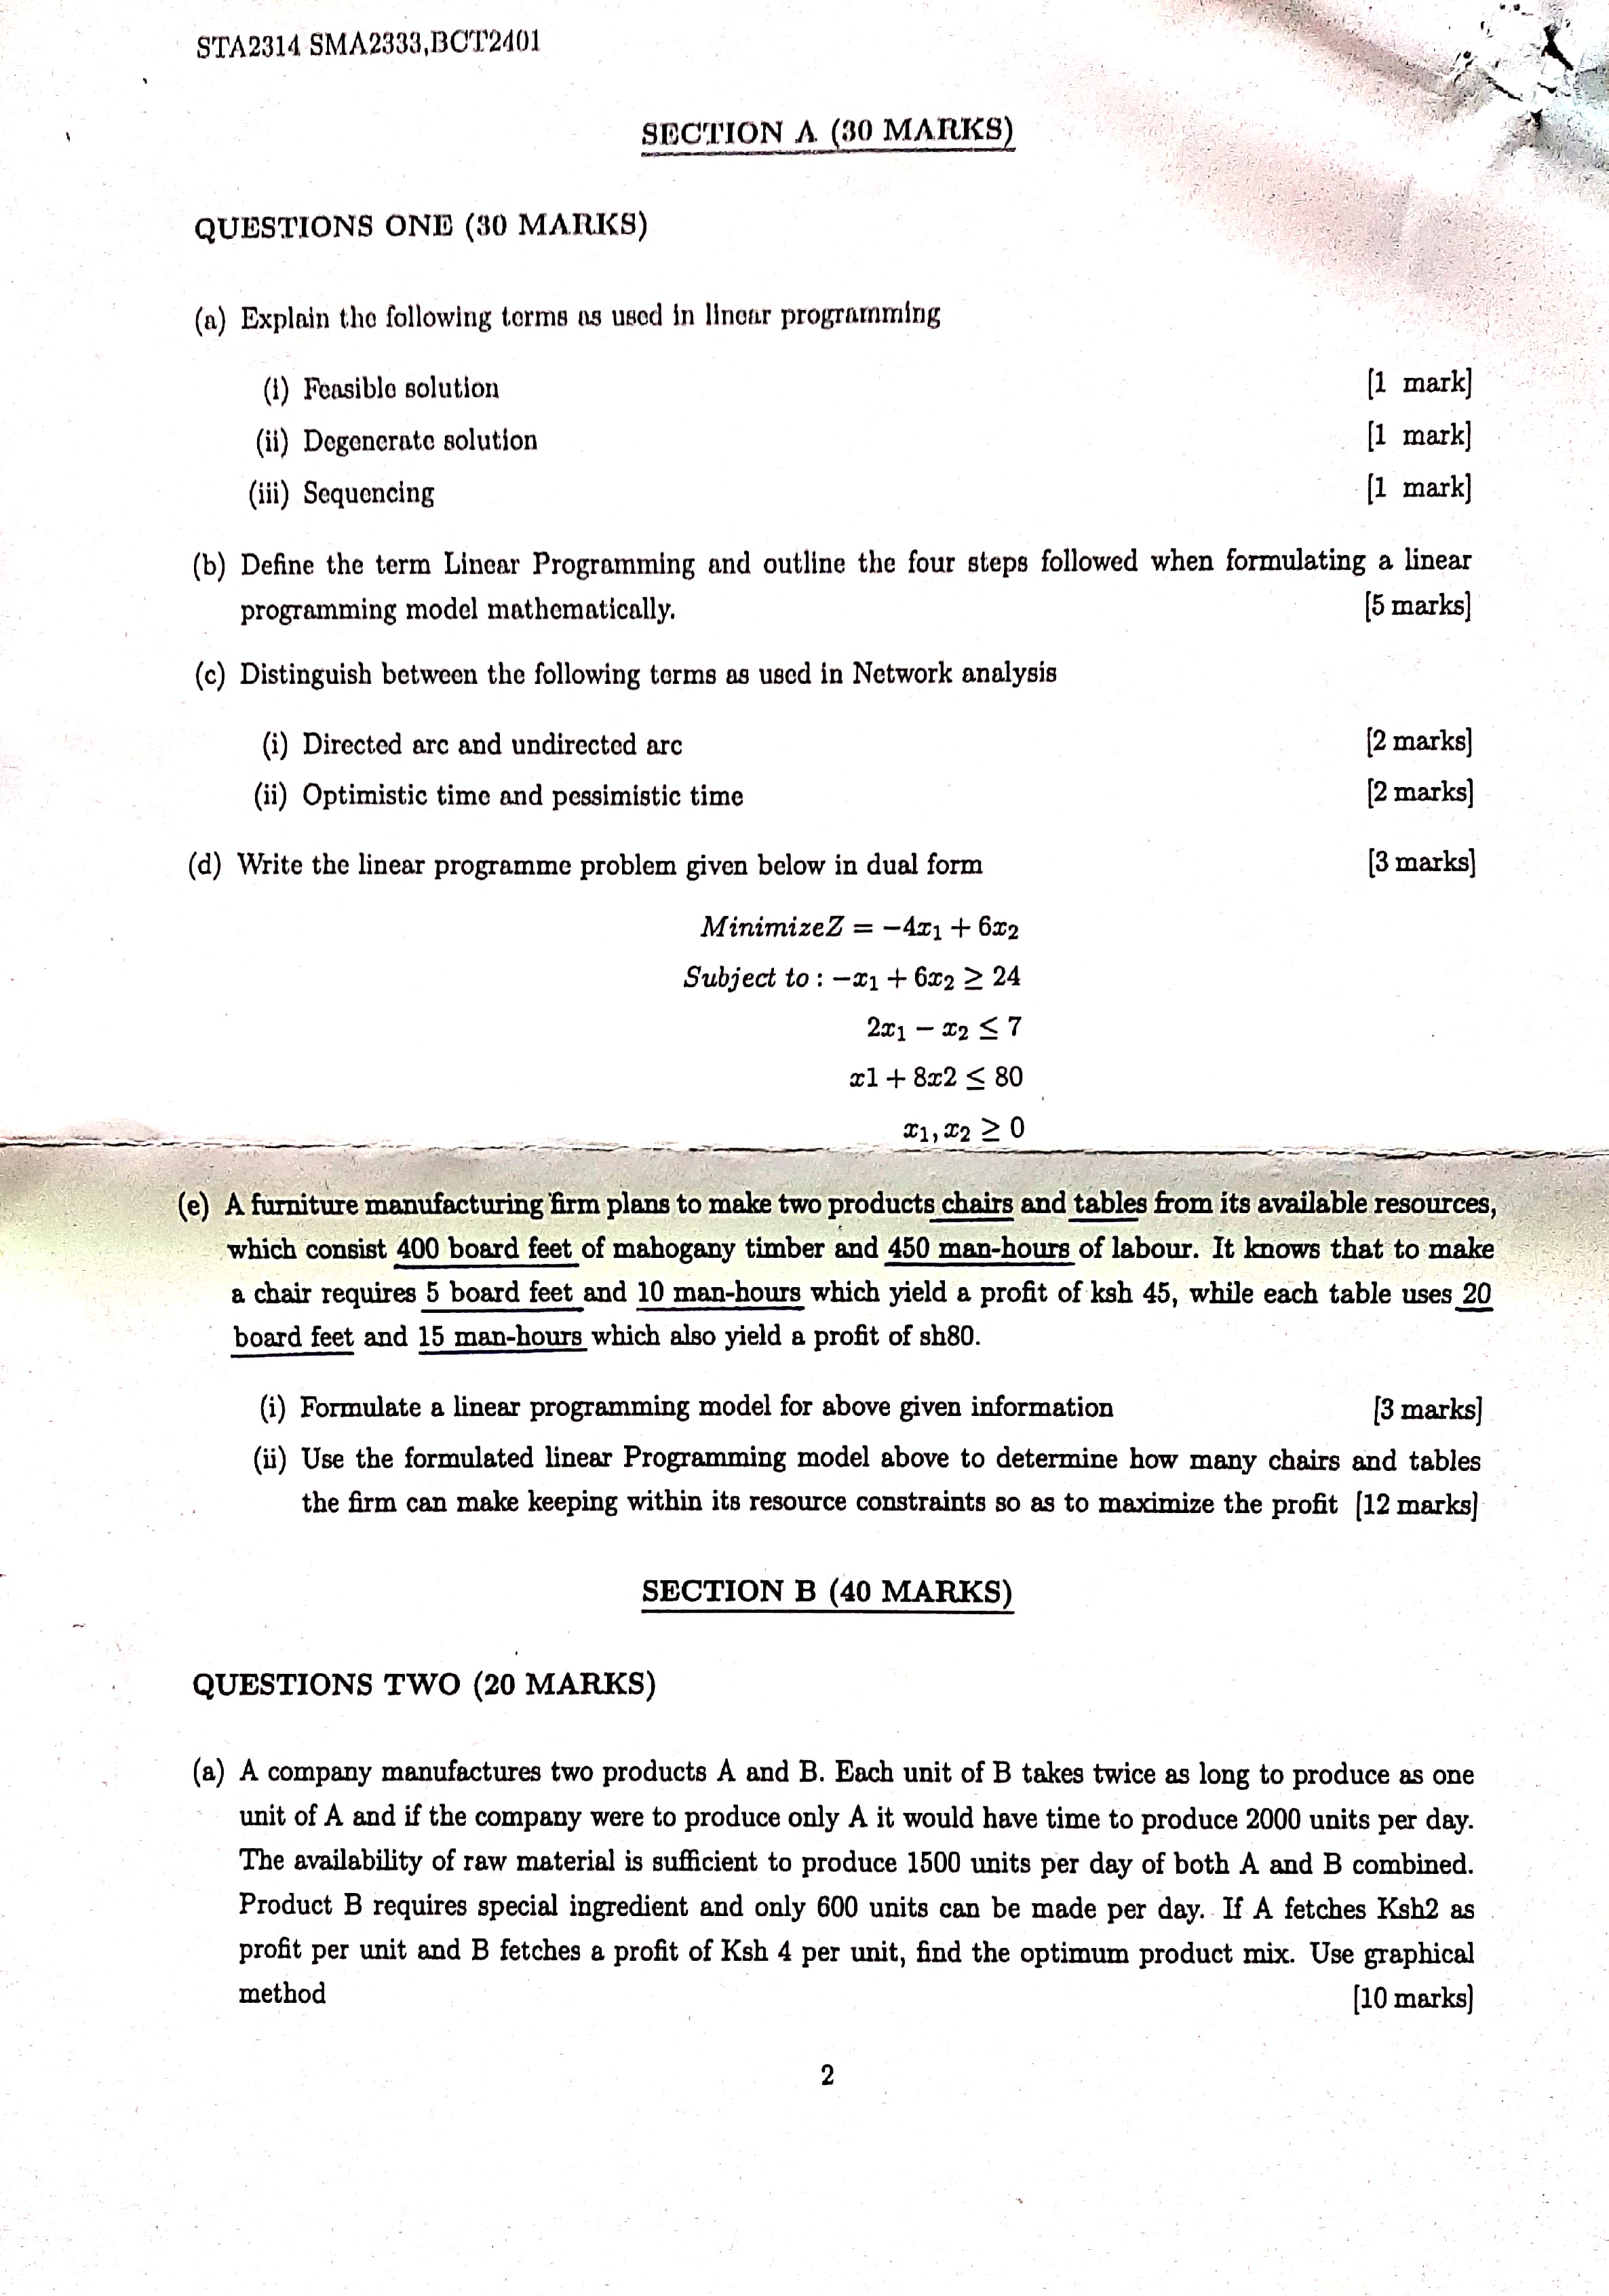 STA2314 SMA2333,BCT2401
SECTION A (30 MARKS)
QUESTIONS ONE (30 MARKS)
(a) Explain the following terms as used in linear programming
(i) Feasible solution [1 mark]
(ii) Degenerate solution [1 mark]
(iii) Sequencing [1 mark]
(b) Define the term Linear Programming and outline the four steps followed when formulating a linear
programming model mathematically. [5 marks]
(c) Distinguish between the following terms as used in Network analysis
(i) Directed arc and undirected arc [2 marks]
(ii) Optimistic time and pessimistic time [2 marks]
(d) Write the linear programme problem given below in dual form [3 marks]
MinimizeZ = −4x₁ + 6x₂
Subject to : −x₁ + 6x₂ ≥ 24
2x₁ − x₂ ≤ 7
x1 + 8x2 ≤ 80
x₁, x₂ ≥ 0
(e) A furniture manufacturing firm plans to make two products chairs and tables from its available resources,
which consist 400 board feet of mahogany timber and 450 man-hours of labour. It knows that to make
a chair requires 5 board feet and 10 man-hours which yield a profit of ksh 45, while each table uses 20
board feet and 15 man-hours which also yield a profit of sh80.
(i) Formulate a linear programming model for above given information [3 marks]
(ii) Use the formulated linear Programming model above to determine how many chairs and tables
the firm can make keeping within its resource constraints so as to maximize the profit [12 marks]
SECTION B (40 MARKS)
QUESTIONS TWO (20 MARKS)
(a) A company manufactures two products A and B. Each unit of B takes twice as long to produce as one
unit of A and if the company were to produce only A it would have time to produce 2000 units per day.
The availability of raw material is sufficient to produce 1500 units per day of both A and B combined.
Product B requires special ingredient and only 600 units can be made per day. If A fetches Ksh2 as
profit per unit and B fetches a profit of Ksh 4 per unit, find the optimum product mix. Use graphical
method [10 marks]
2